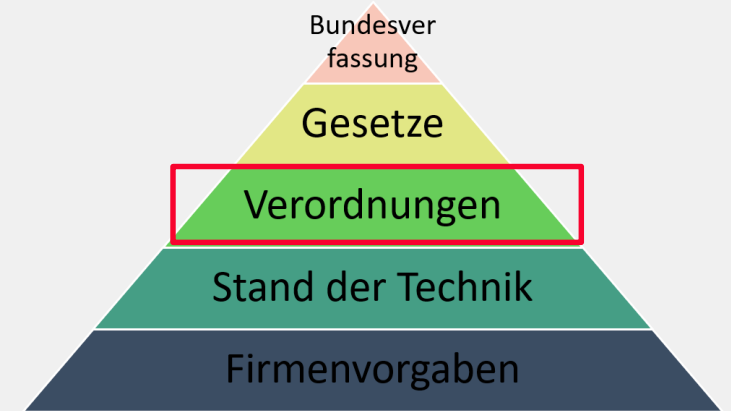 Bundesver
fassung
Gesetze
Verordnungen
Stand der Technik
Firmenvorgaben